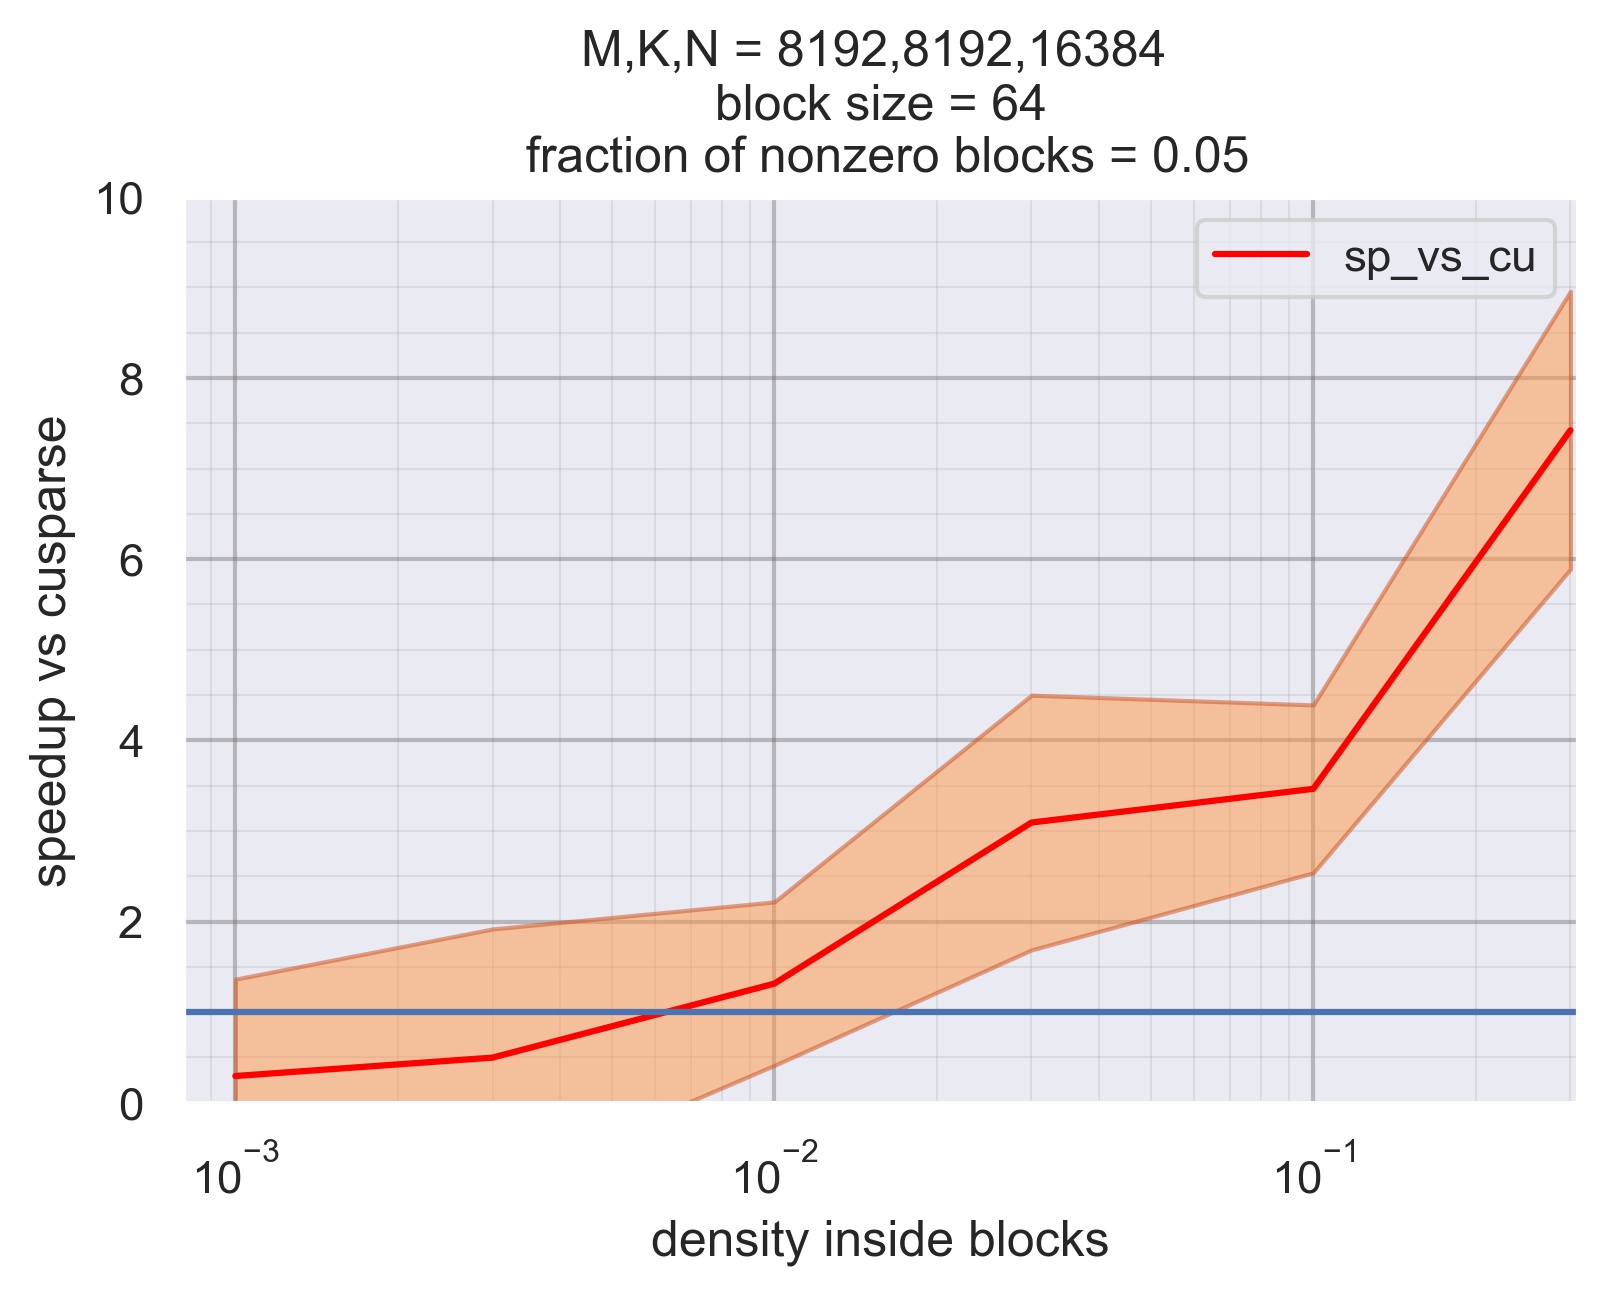 M,K,N = 8192,8192,16384
block size = 64
fraction of nonzero blocks = 0.05
sp_vs_cu
speedup vs cusparse
10
8
6
4
2
0
10⁻³
10⁻²
10⁻¹
density inside blocks